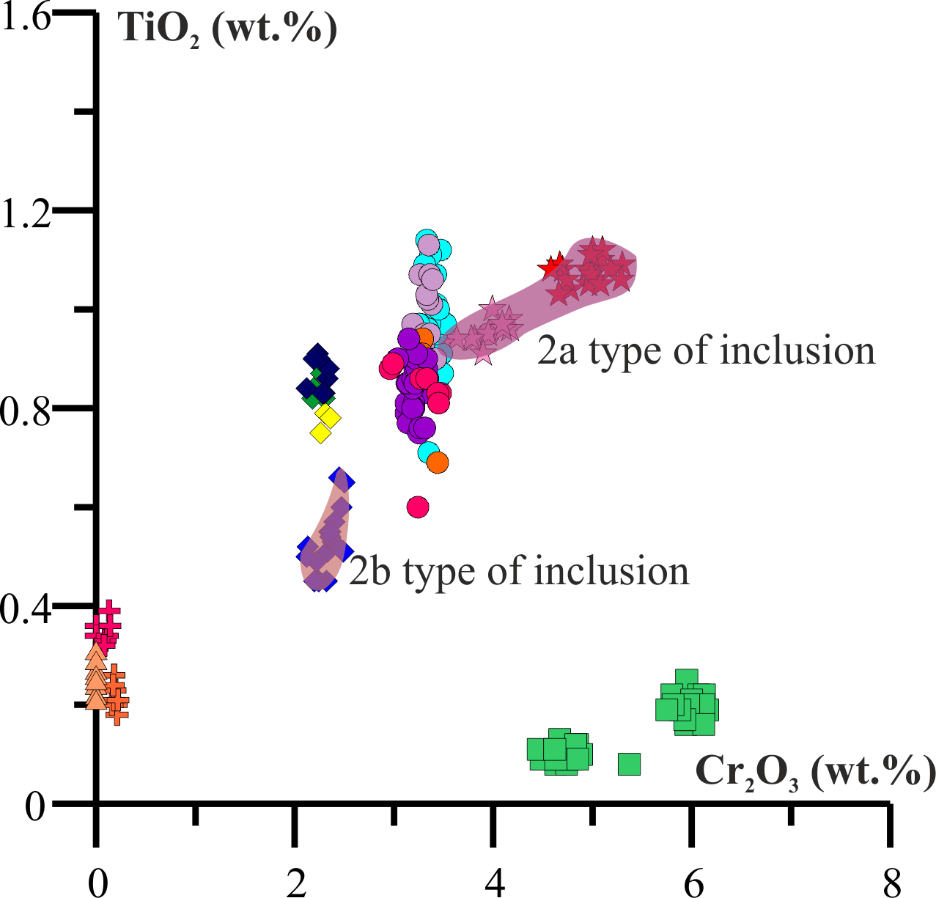 1.6
TiO₂ (wt.%)
1.2
2a type of inclusion
0.8
2b type of inclusion
0.4
Cr₂O₃ (wt.%)
0
0 2 4 6 8